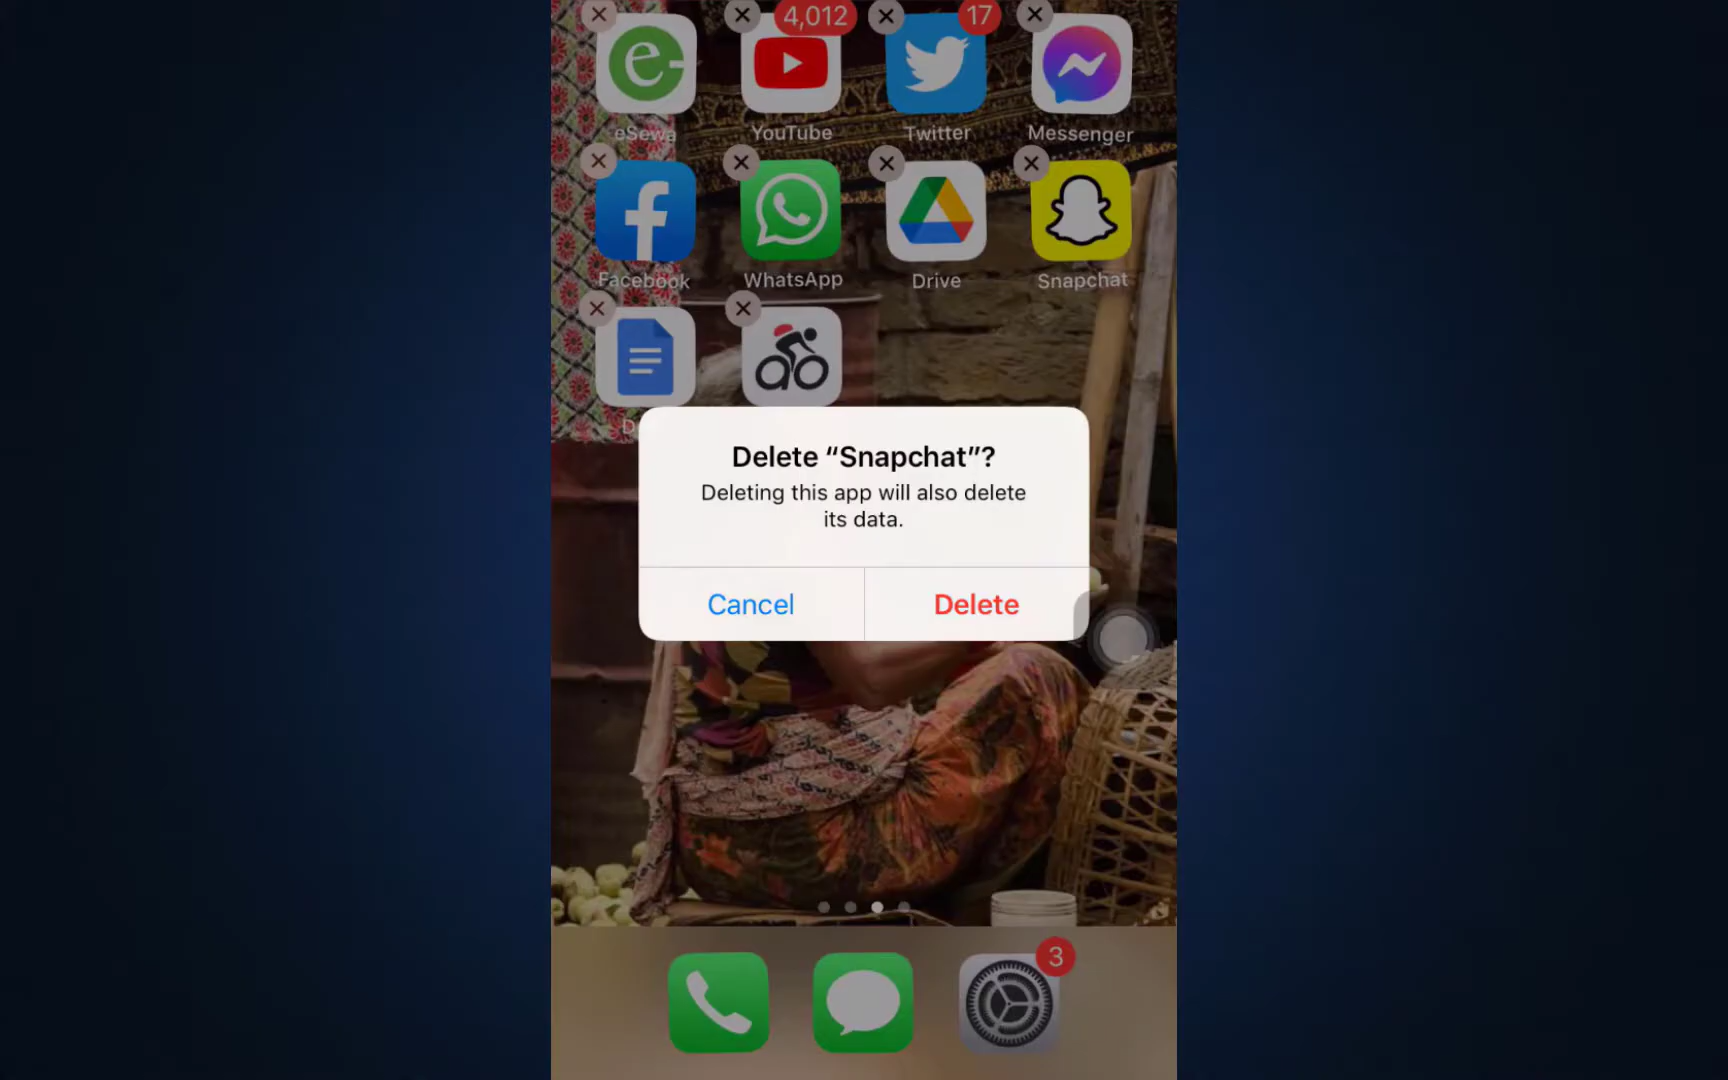 4,012
17
eSewa
YouTube
Twitter
Messenger
Facebook
WhatsApp
Drive
Snapchat
Delete “Snapchat”?
Deleting this app will also delete
its data.
Cancel
Delete
3